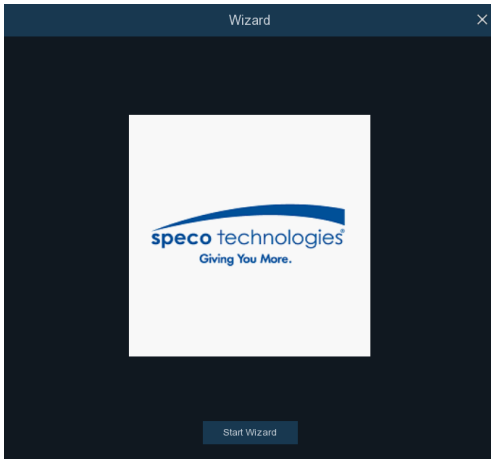 Wizard
speco technologies®
Giving You More.
Start Wizard